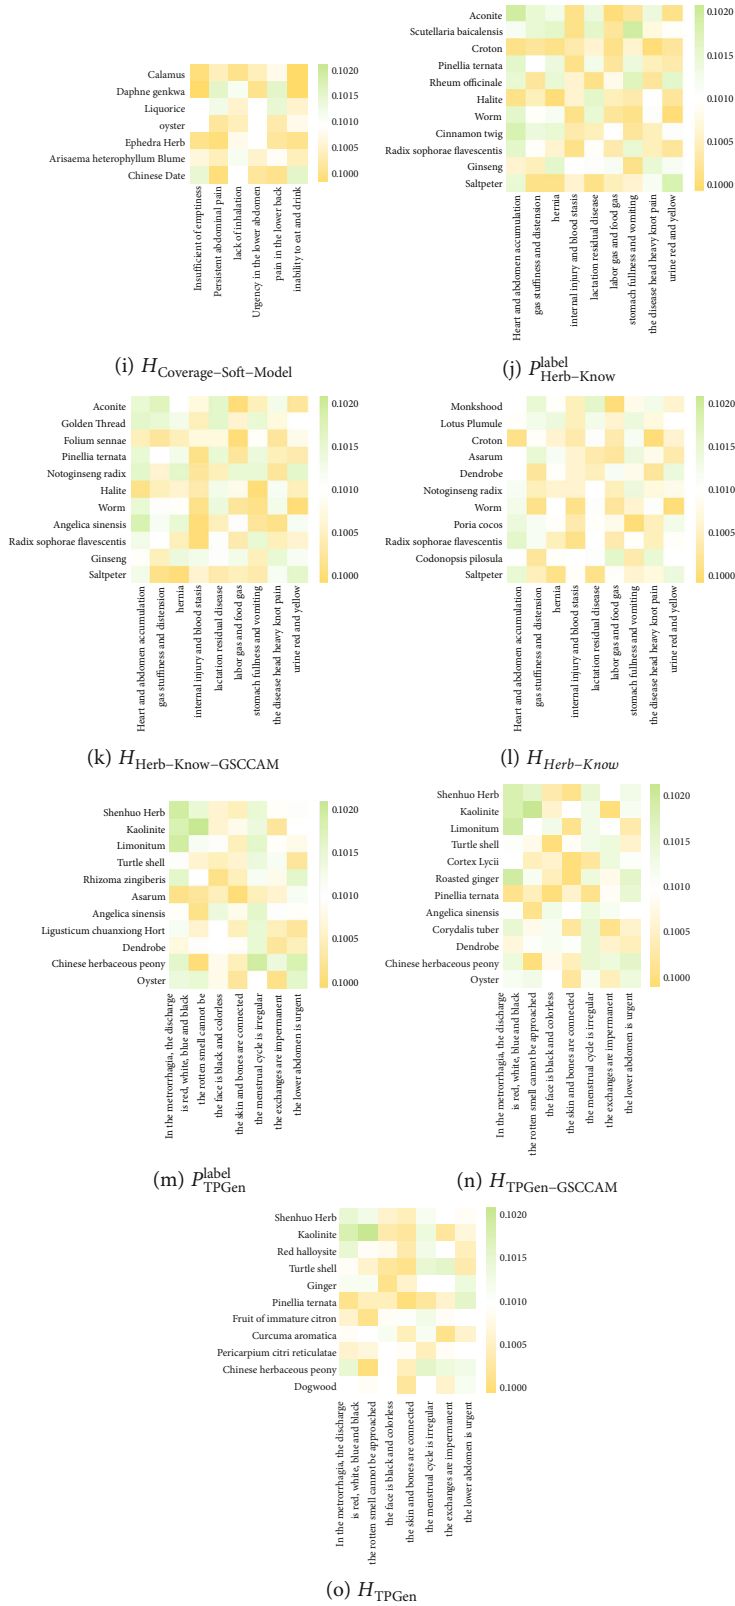 Calamus
Daphne genkwa
Liquorice
oyster
Ephedra Herb
Arisaema heterophyllum Blume
Chinese Date
Insufficient of emptiness
Persistent abdominal pain
lack of inhalation
Urgency in the lower abdomen
pain in the lower back
inability to eat and drink
0.1020
0.1015
0.1010
0.1005
0.1000
(i) H Coverage–Soft–Model
Aconite
Scutellaria baicalensis
Croton
Pinellia ternata
Rheum officinale
Halite
Worm
Cinnamon twig
Radix sophorae flavescentis
Ginseng
Saltpeter
Heart and abdomen accumulation
gas stuffiness and distension
hernia
internal injury and blood stasis
lactation residual disease
labor gas and food gas
stomach fullness and vomiting
the disease head heavy knot pain
urine red and yellow
0.1020
0.1015
0.1010
0.1005
0.1000
(j) P label Herb–Know
Aconite
Golden Thread
Folium sennae
Pinellia ternata
Notoginseng radix
Halite
Worm
Angelica sinensis
Radix sophorae flavescentis
Ginseng
Saltpeter
Heart and abdomen accumulation
gas stuffiness and distension
hernia
internal injury and blood stasis
lactation residual disease
labor gas and food gas
stomach fullness and vomiting
the disease head heavy knot pain
urine red and yellow
0.1020
0.1015
0.1010
0.1005
0.1000
(k) H Herb–Know–GSCCAM
Monkshood
Lotus Plumule
Croton
Asarum
Dendrobe
Notoginseng radix
Worm
Poria cocos
Radix sophorae flavescentis
Codonopsis pilosula
Saltpeter
Heart and abdomen accumulation
gas stuffiness and distension
hernia
internal injury and blood stasis
lactation residual disease
labor gas and food gas
stomach fullness and vomiting
the disease head heavy knot pain
urine red and yellow
0.1020
0.1015
0.1010
0.1005
0.1000
(l) H Herb–Know
Shenhuo Herb
Kaolinite
Limonitum
Turtle shell
Rhizoma zingiberis
Asarum
Angelica sinensis
Ligusticum chuanxiong Hort
Dendrobe
Chinese herbaceous peony
Oyster
In the metrorrhagia, the discharge
is red, white, blue and black
the rotten smell cannot be
the face is black and colorless
the skin and bones are connected
the menstrual cycle is irregular
the exchanges are impermanent
the lower abdomen is urgent
0.1020
0.1015
0.1010
0.1005
0.1000
(m) P label TPGen
Shenhuo Herb
Kaolinite
Limonitum
Turtle shell
Cortex Lycii
Roasted ginger
Pinellia ternata
Angelica sinensis
Corydalis tuber
Dendrobe
Chinese herbaceous peony
Oyster
In the metrorrhagia, the discharge
is red, white, blue and black
the rotten smell cannot be approached
the face is black and colorless
the skin and bones are connected
the menstrual cycle is irregular
the exchanges are impermanent
the lower abdomen is urgent
0.1020
0.1015
0.1010
0.1005
0.1000
(n) H TPGen–GSCCAM
Shenhuo Herb
Kaolinite
Red halloysite
Turtle shell
Ginger
Pinellia ternata
Fruit of immature citron
Curcuma aromatica
Pericarpium citri reticulatae
Chinese herbaceous peony
Dogwood
In the metrorrhagia, the discharge
is red, white, blue and black
the rotten smell cannot be approached
the face is black and colorless
the skin and bones are connected
the menstrual cycle is irregular
the exchanges are impermanent
the lower abdomen is urgent
0.1020
0.1015
0.1010
0.1005
0.1000
(o) H TPGen